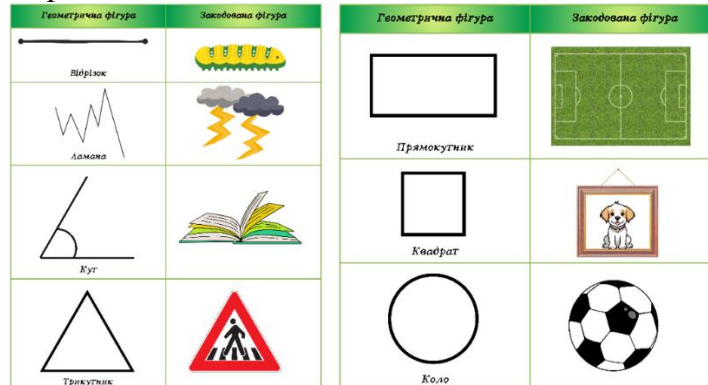 Геометрична фігура Закодована фігура
Відрізок
Ламана
Кут
Трикутник
Геометрична фігура Закодована фігура
Прямокутник
Квадрат
Коло